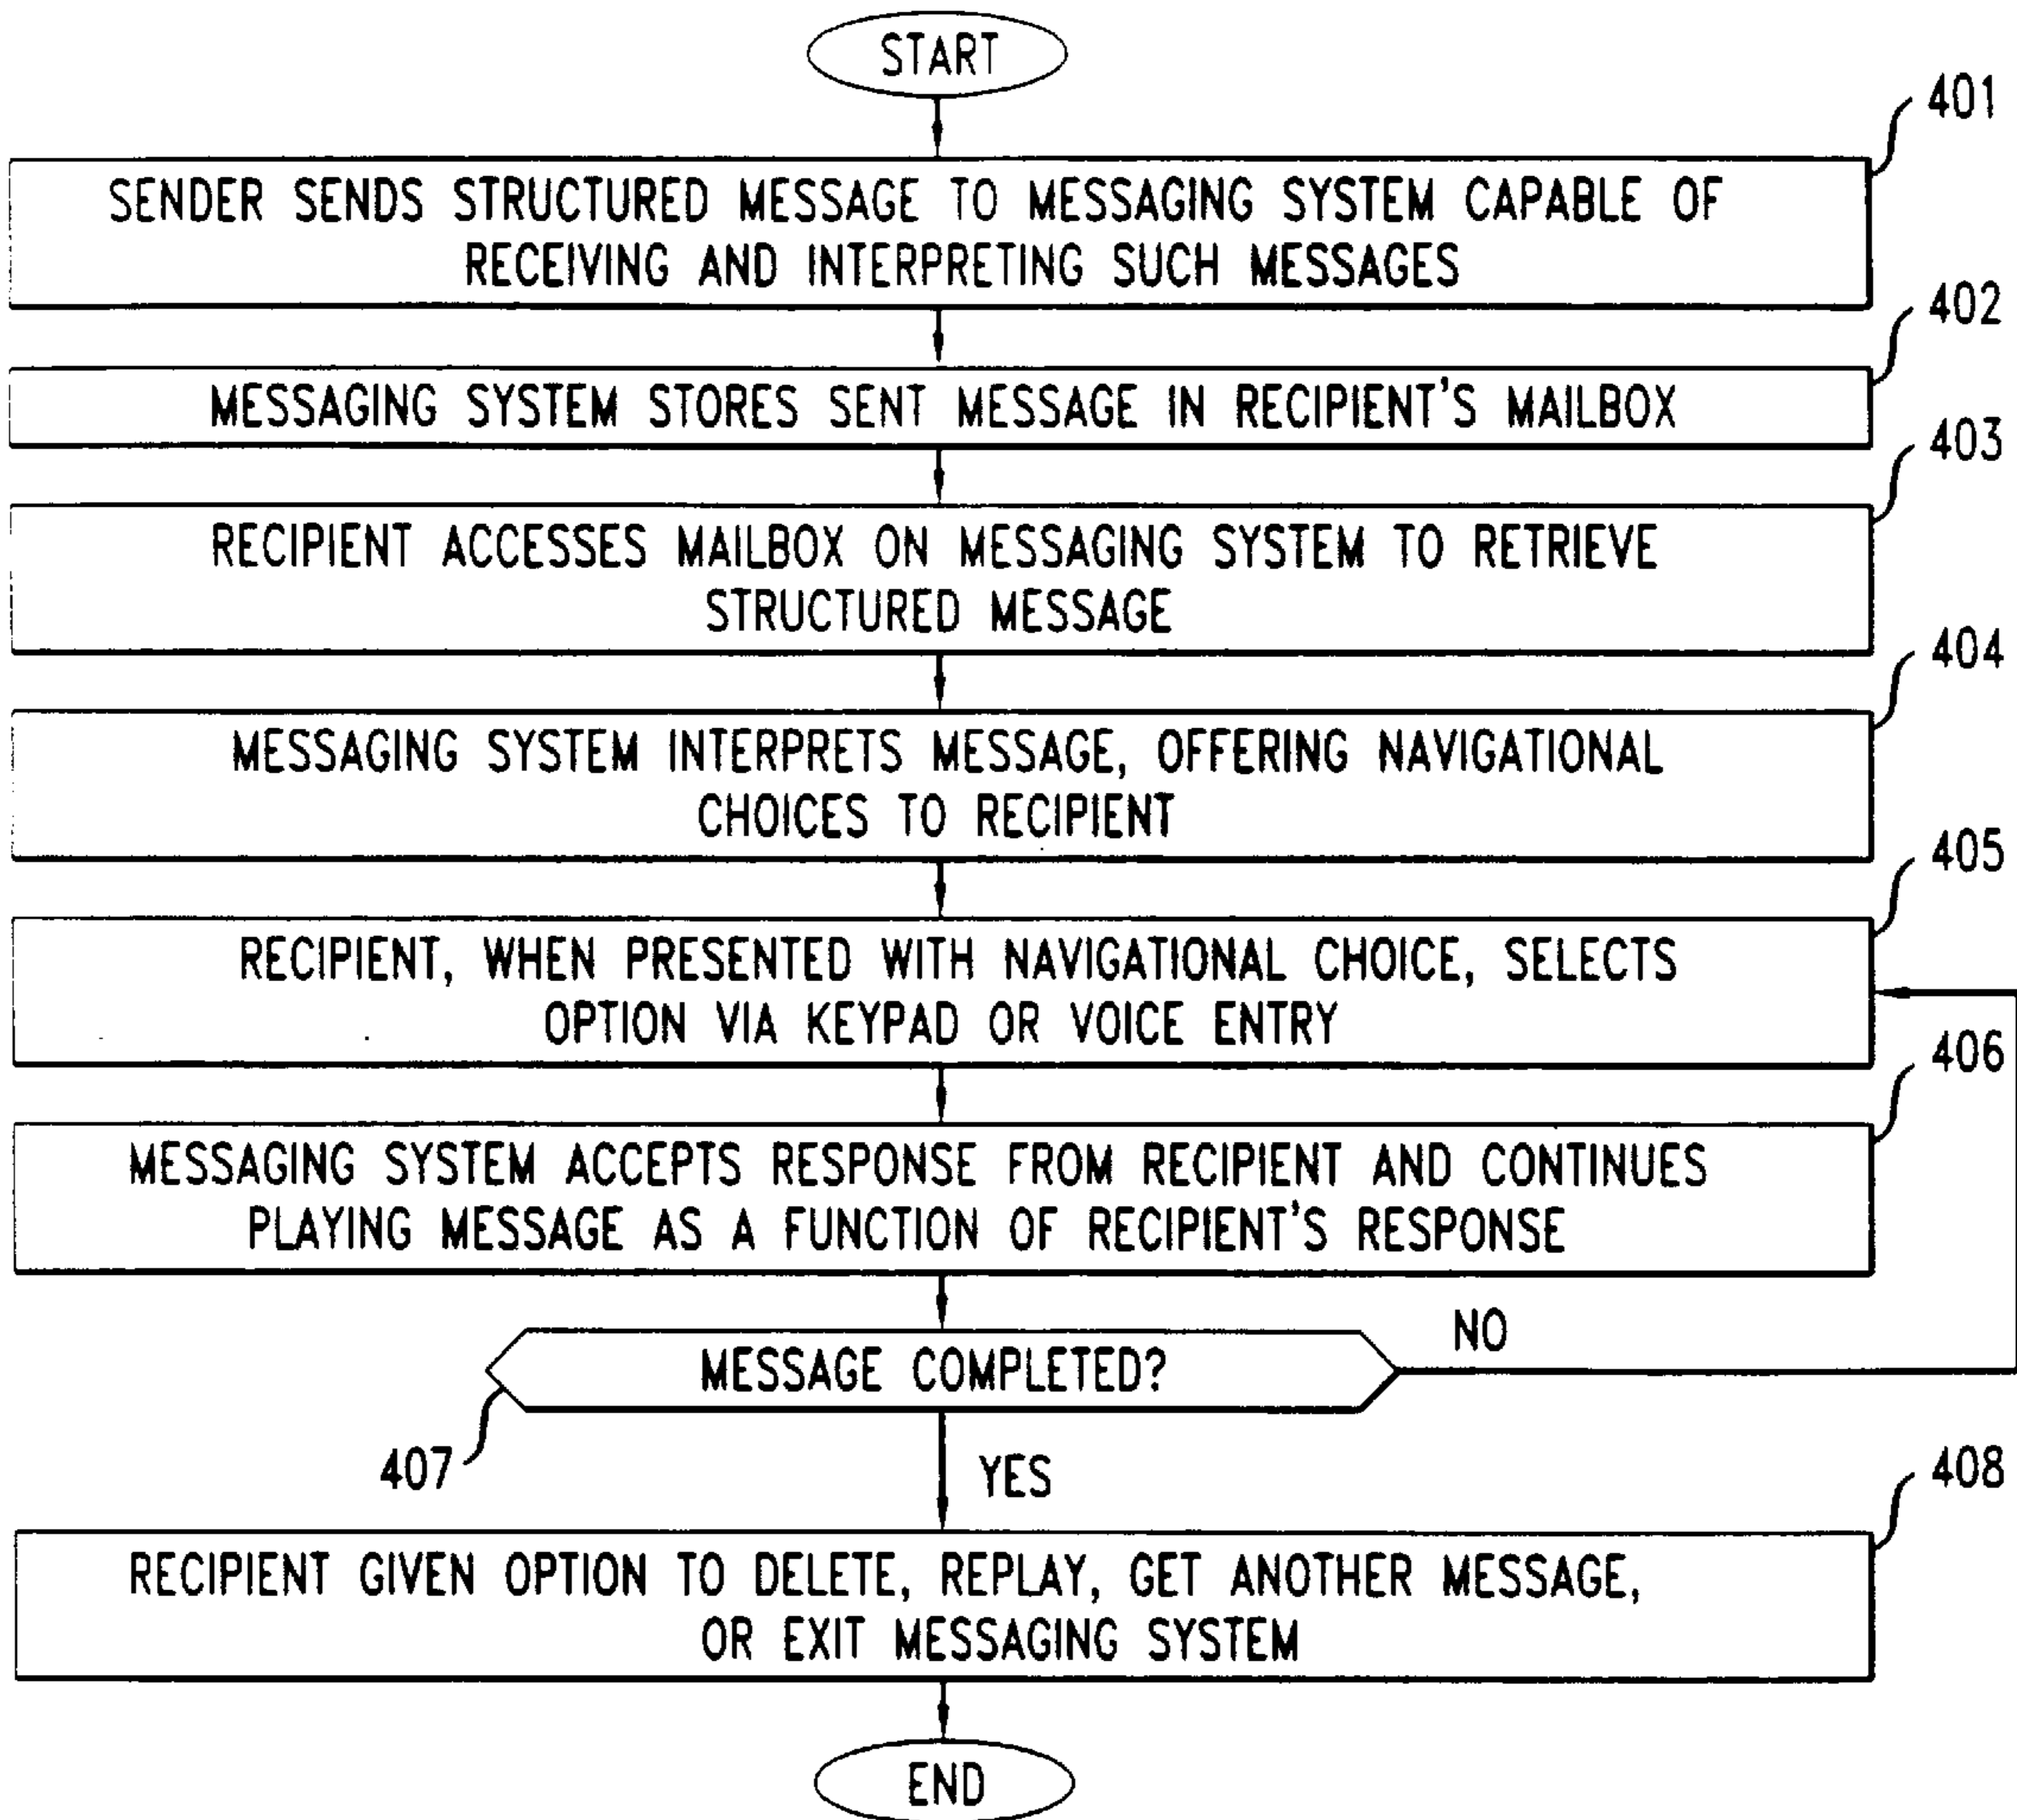 START
401
SENDER SENDS STRUCTURED MESSAGE TO MESSAGING SYSTEM CAPABLE OF
RECEIVING AND INTERPRETING SUCH MESSAGES
402
MESSAGING SYSTEM STORES SENT MESSAGE IN RECIPIENT'S MAILBOX
403
RECIPIENT ACCESSES MAILBOX ON MESSAGING SYSTEM TO RETRIEVE
STRUCTURED MESSAGE
404
MESSAGING SYSTEM INTERPRETS MESSAGE, OFFERING NAVIGATIONAL
CHOICES TO RECIPIENT
405
RECIPIENT, WHEN PRESENTED WITH NAVIGATIONAL CHOICE, SELECTS
OPTION VIA KEYPAD OR VOICE ENTRY
406
MESSAGING SYSTEM ACCEPTS RESPONSE FROM RECIPIENT AND CONTINUES
PLAYING MESSAGE AS A FUNCTION OF RECIPIENT'S RESPONSE
NO
MESSAGE COMPLETED?
407
YES
408
RECIPIENT GIVEN OPTION TO DELETE, REPLAY, GET ANOTHER MESSAGE,
OR EXIT MESSAGING SYSTEM
END